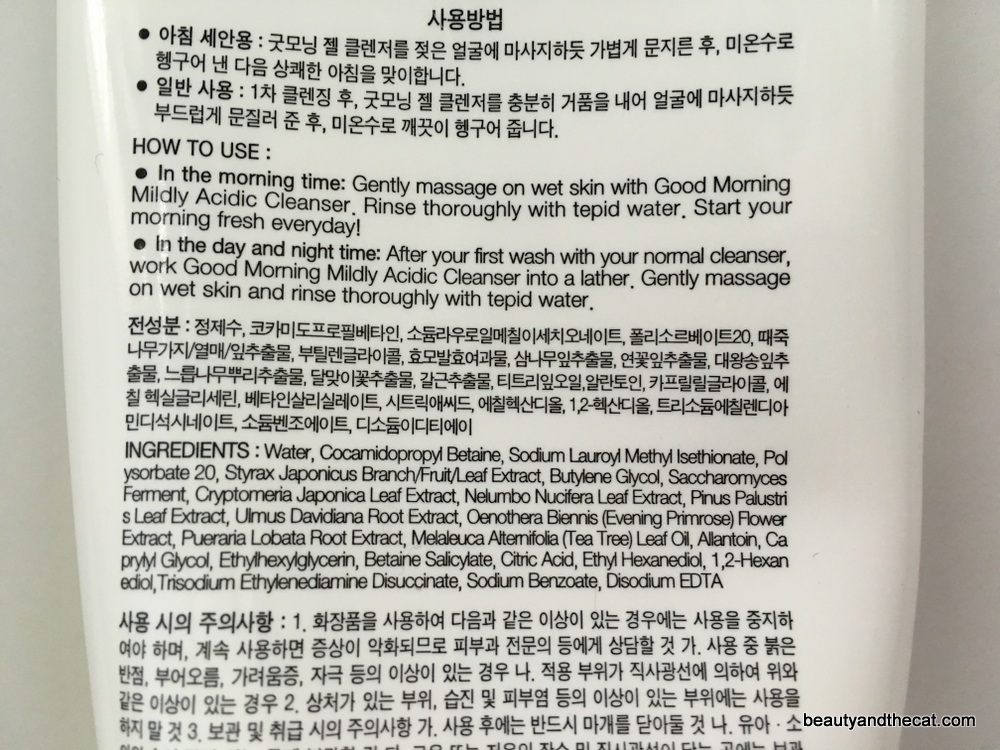 사용방법
● 아침 세안용 : 굿모닝 젤 클렌저를 젖은 얼굴에 마사지하듯 가볍게 문지른 후, 미온수로
헹구어 낸 다음 상쾌한 아침을 맞이합니다.
● 일반 사용 : 1차 클렌징 후, 굿모닝 젤 클렌저를 충분히 거품을 내어 얼굴에 마사지하듯
부드럽게 문질러 준 후, 미온수로 깨끗이 헹구어 줍니다.
HOW TO USE :
● In the morning time: Gently massage on wet skin with Good Morning
Mildly Acidic Cleanser. Rinse thoroughly with tepid water. Start your
morning fresh everyday!
● In the day and night time: After your first wash with your normal cleanser,
work Good Morning Mildly Acidic Cleanser into a lather. Gently massage
on wet skin and rinse thoroughly with tepid water.
전성분 : 정제수, 코카미도프로필베타인, 소듐라우로일메칠이세치오네이트, 폴리소르베이트20, 때죽
나무가지/열매/잎추출물, 부틸렌글라이콜, 효모발효여과물, 삼나무잎추출물, 연꽃잎추출물, 대왕송잎추
출물, 느릅나무뿌리추출물, 달맞이꽃추출물, 갈근추출물, 티트리잎오일,알란토인, 카프릴릴글라이콜, 에
칠헥실글리세린, 베타인살리실레이트, 시트릭애씨드, 에칠헥산디올, 1,2-헥산디올, 트리소듐에칠렌디아
민디석시네이트, 소듐벤조에이트, 디소듐이디티에이
INGREDIENTS : Water, Cocamidopropyl Betaine, Sodium Lauroyl Methyl Isethionate, Pol
ysorbate 20, Styrax Japonicus Branch/Fruit/Leaf Extract, Butylene Glycol, Saccharomyces
Ferment, Cryptomeria Japonica Leaf Extract, Nelumbo Nucifera Leaf Extract, Pinus Palustri
s Leaf Extract, Ulmus Davidiana Root Extract, Oenothera Biennis (Evening Primrose) Flower
Extract, Pueraria Lobata Root Extract, Melaleuca Alternifolia (Tea Tree) Leaf Oil, Allantoin, Ca
prylyl Glycol, Ethylhexylglycerin, Betaine Salicylate, Citric Acid, Ethyl Hexanediol, 1,2-Hexan
ediol,Trisodium Ethylenediamine Disuccinate, Sodium Benzoate, Disodium EDTA
사용 시의 주의사항 : 1. 화장품을 사용하여 다음과 같은 이상이 있는 경우에는 사용을 중지하
여야 하며, 계속 사용하면 증상이 악화되므로 피부과 전문의 등에게 상담할 것 가. 사용 중 붉은
반점, 부어오름, 가려움증, 자극 등의 이상이 있는 경우 나. 적용 부위가 직사광선에 의하여 위와
같은 이상이 있는 경우 2. 상처가 있는 부위, 습진 및 피부염 등의 이상이 있는 부위에는 사용을
하지 말 것 3. 보관 및 취급 시의 주의사항 가. 사용 후에는 반드시 마개를 닫아둘 것 나. 유아 · 소
beautyandthecat.com